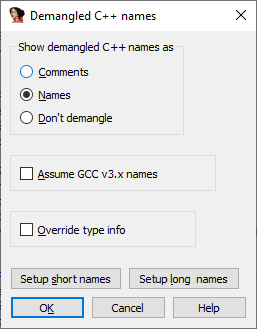 Demangled C++ names
Show demangled C++ names as
Comments
Names
Don't demangle
Assume GCC v3.x names
Override type info
Setup short names Setup long names
OK Cancel Help